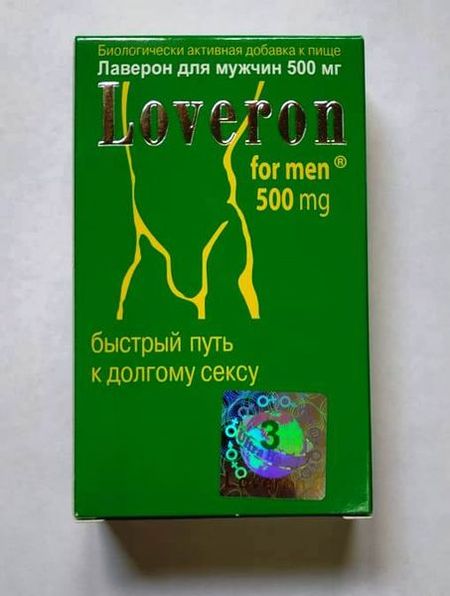 Биологически активная добавка к пище
Лаверон для мужчин 500 мг
Loveron
for men ®
500 mg
быстрый путь
к долгому сексу
3
Loveron